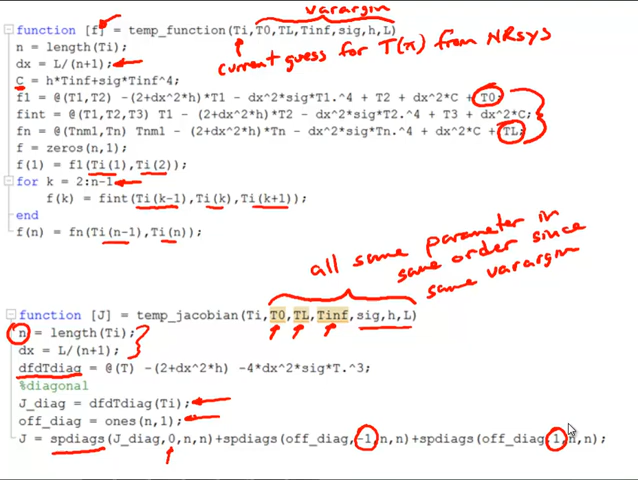 varargin
function [f] = temp_function(Ti,T0,TL,Tinf,sig,h,L)
n = length(Ti);
current guess for T(x) from NRsys
dx = L/(n+1);
C = h*Tinf+sig*Tinf^4;
f1 = @(T1,T2) -(2+dx^2*h)*T1 - dx^2*sig*T1.^4 + T2 + dx^2*C + T0;
fint = @(T1,T2,T3) T1 - (2+dx^2*h)*T2 - dx^2*sig*T2.^4 + T3 + dx^2*C;
fn = @(Tnm1,Tn) Tnm1 - (2+dx^2*h)*Tn - dx^2*sig*Tn.^4 + dx^2*C + TL;
f = zeros(n,1);
f(1) = f1(Ti(1),Ti(2));
for k = 2:n-1
f(k) = fint(Ti(k-1),Ti(k),Ti(k+1));
end
f(n) = fn(Ti(n-1),Ti(n));
all same parameter in
same order since
same varargin
function [J] = temp_jacobian(Ti,T0,TL,Tinf,sig,h,L)
n = length(Ti);
dx = L/(n+1);
dfdTdiag = @(T) -(2+dx^2*h) -4*dx^2*sig*T.^3;
%diagonal
J_diag = dfdTdiag(Ti);
off_diag = ones(n,1);
J = spdiags(J_diag,0,n,n)+spdiags(off_diag,-1,n,n)+spdiags(off_diag,1,n,n);